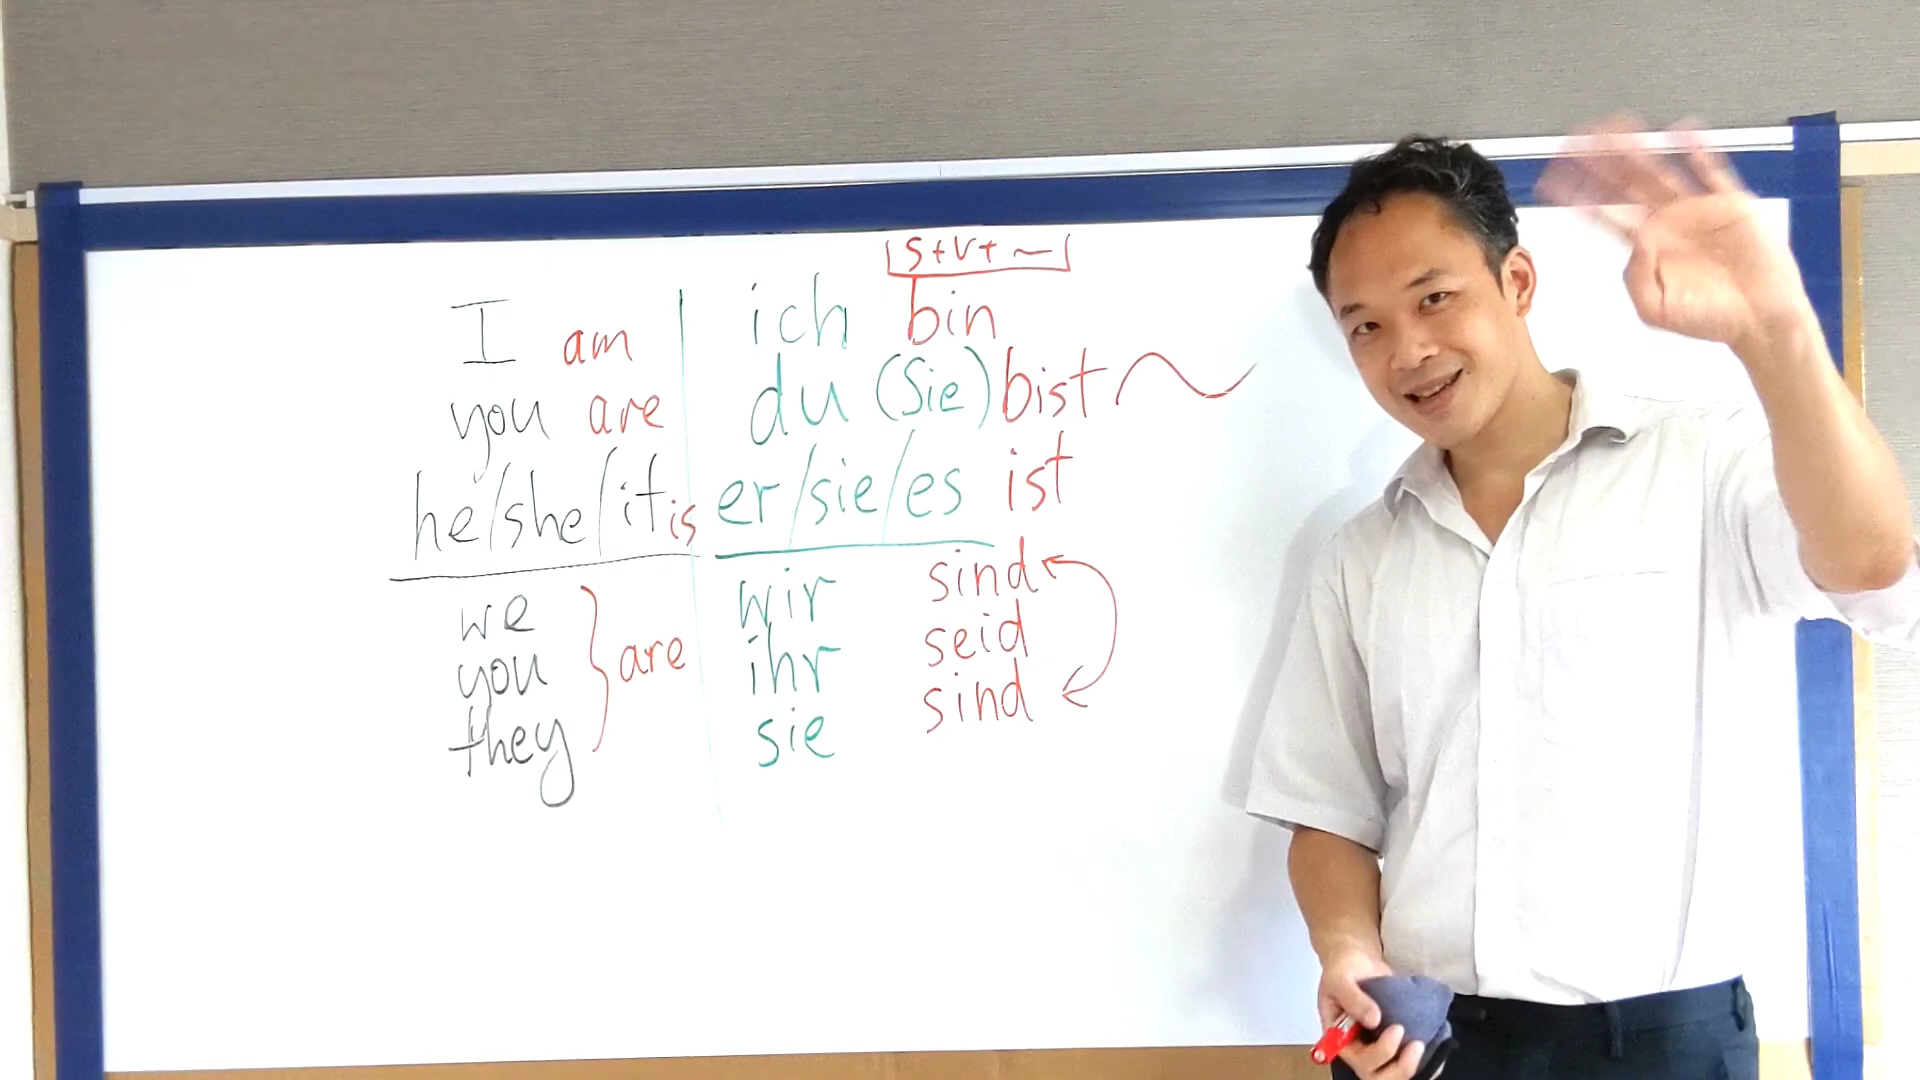 S+V+~
I am ich bin
you are du (Sie) bist ~
he/she/it is er/sie/es ist
we wir sind
you are ihr seid
they sie sind